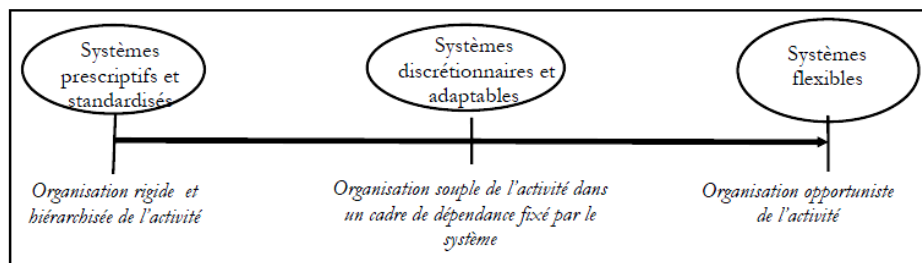 Systèmes
prescriptifs et
standardisés
Systèmes
discrétionnaires et
adaptables
Systèmes
flexibles
Organisation rigide et
hiérarchisée de l'activité
Organisation souple de l'activité dans
un cadre de dépendance fixé par le
système
Organisation opportuniste
de l'activité